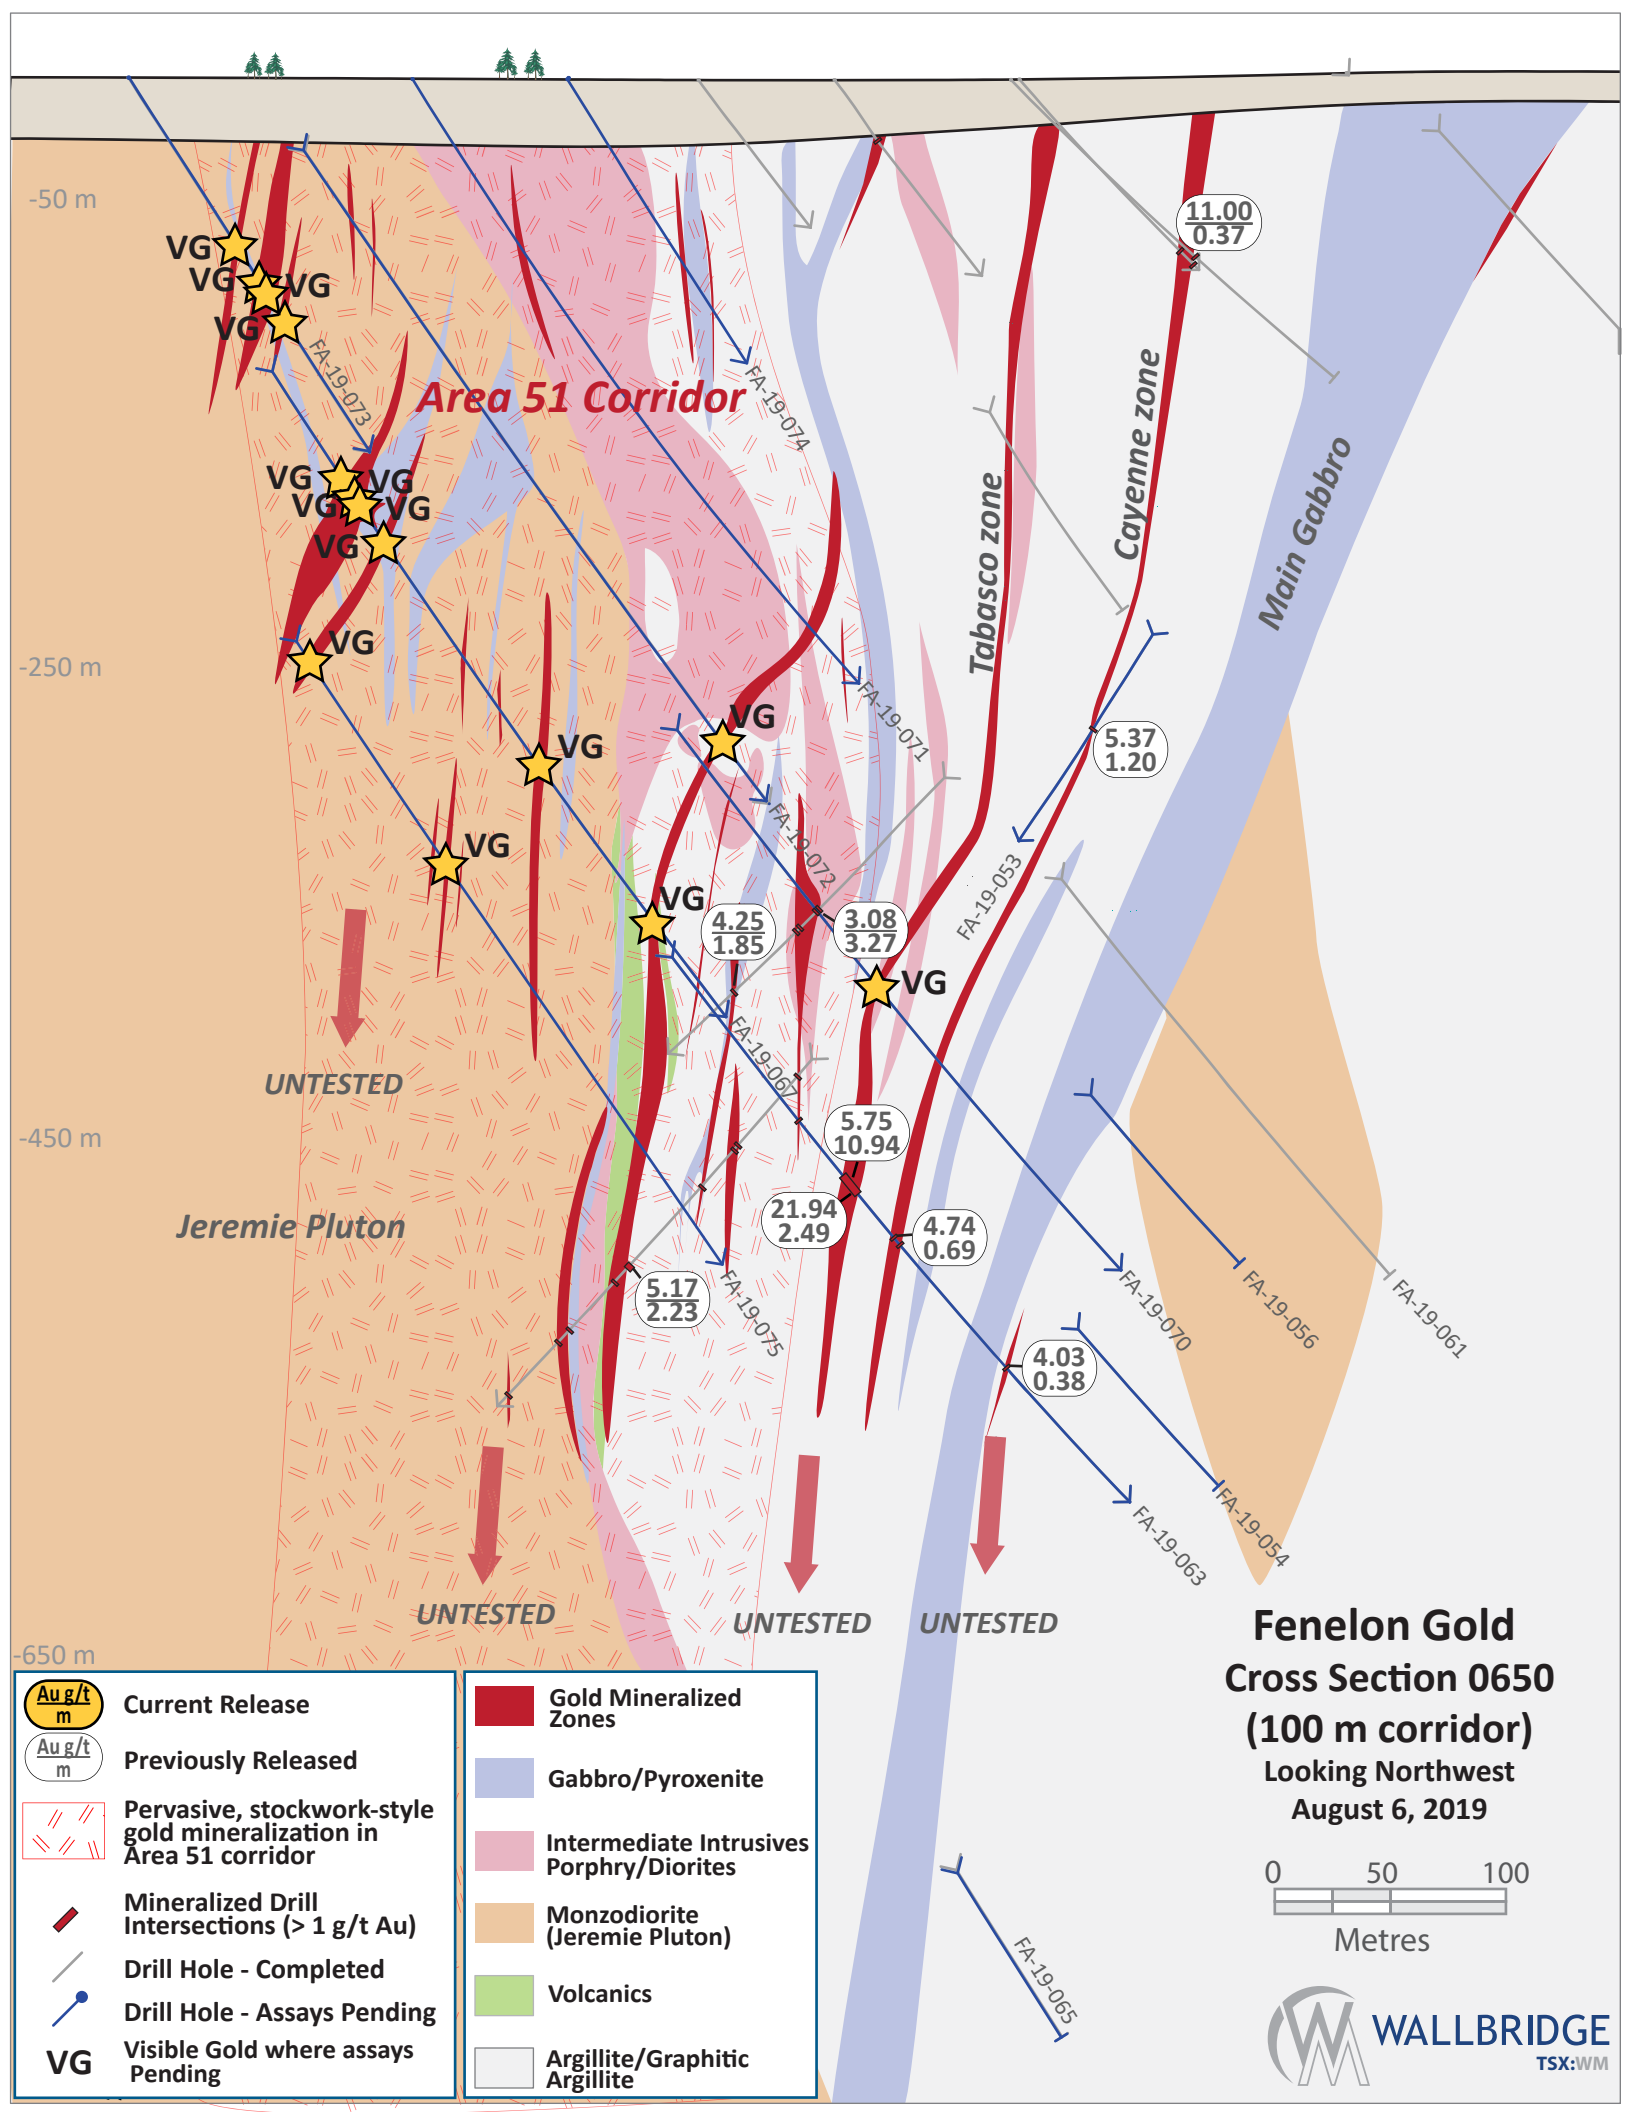 -50 m
11.00
0.37
VG
VG
VG
VG
FA-19-073
Area 51 Corridor
FA-19-074
Cayenne zone
Main Gabbro
Tabasco zone
VG
VG
VG
VG
VG
-250 m
VG
VG
VG
FA-19-071
5.37
1.20
VG
FA-19-072
FA-19-053
VG
4.25
1.85
3.08
3.27
VG
UNTESTED
FA-19-067
-450 m
5.75
10.94
Jeremie Pluton
21.94
2.49
4.74
0.69
5.17
2.23
FA-19-075
FA-19-070
FA-19-056
FA-19-061
4.03
0.38
FA-19-063
FA-19-054
UNTESTED
UNTESTED
UNTESTED
-650 m
Fenelon Gold
Cross Section 0650
(100 m corridor)
Looking Northwest
August 6, 2019
Au g/t
m
Current Release
Au g/t
m
Previously Released
Pervasive, stockwork-style
gold mineralization in
Area 51 corridor
Mineralized Drill
Intersections (> 1 g/t Au)
Drill Hole - Completed
Drill Hole - Assays Pending
VG
Visible Gold where assays
Pending
Gold Mineralized
Zones
Gabbro/Pyroxenite
Intermediate Intrusives
Porphry/Diorites
Monzodiorite
(Jeremie Pluton)
Volcanics
Argillite/Graphitic
Argillite
0 50 100
Metres
FA-19-065
WALLBRIDGE
TSX:WM